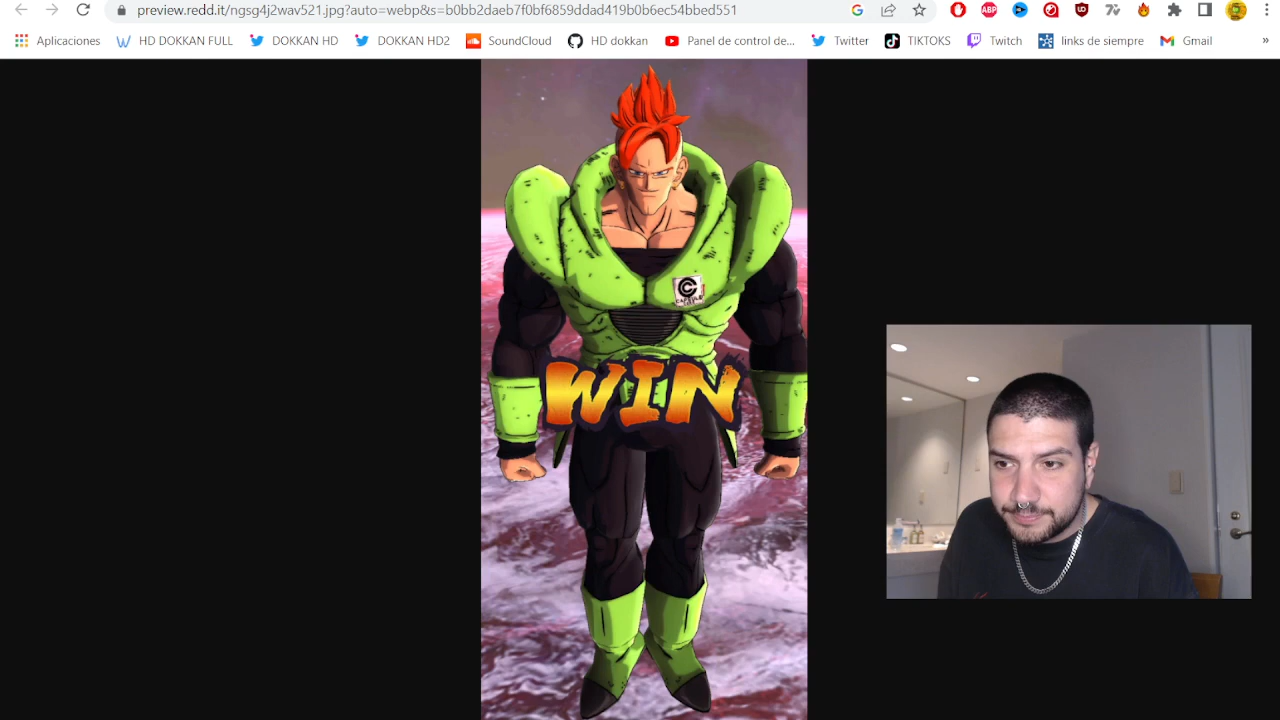 preview.redd.it/ngsg4j2wav521.jpg?auto=webp&s=b0bb2daeb7f0bf6859ddad419b0b6ec54bbed551
Aplicaciones HD DOKKAN FULL DOKKAN HD DOKKAN HD2 SoundCloud HD dokkan Panel de control de... Twitter TIKTOKS Twitch links de siempre Gmail »
WIN